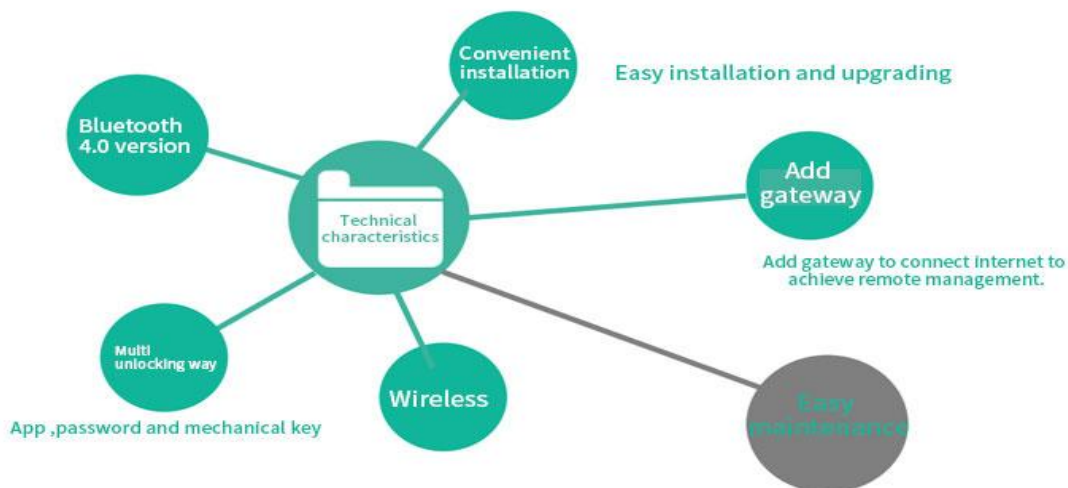 Convenient
installation
Easy installation and upgrading
Bluetooth
4.0 version
Add
gateway
Technical
characteristics
Add gateway to connect internet to
achieve remote management.
Multi
unlocking way
Wireless
App ,password and mechanical key
Easy
maintenance